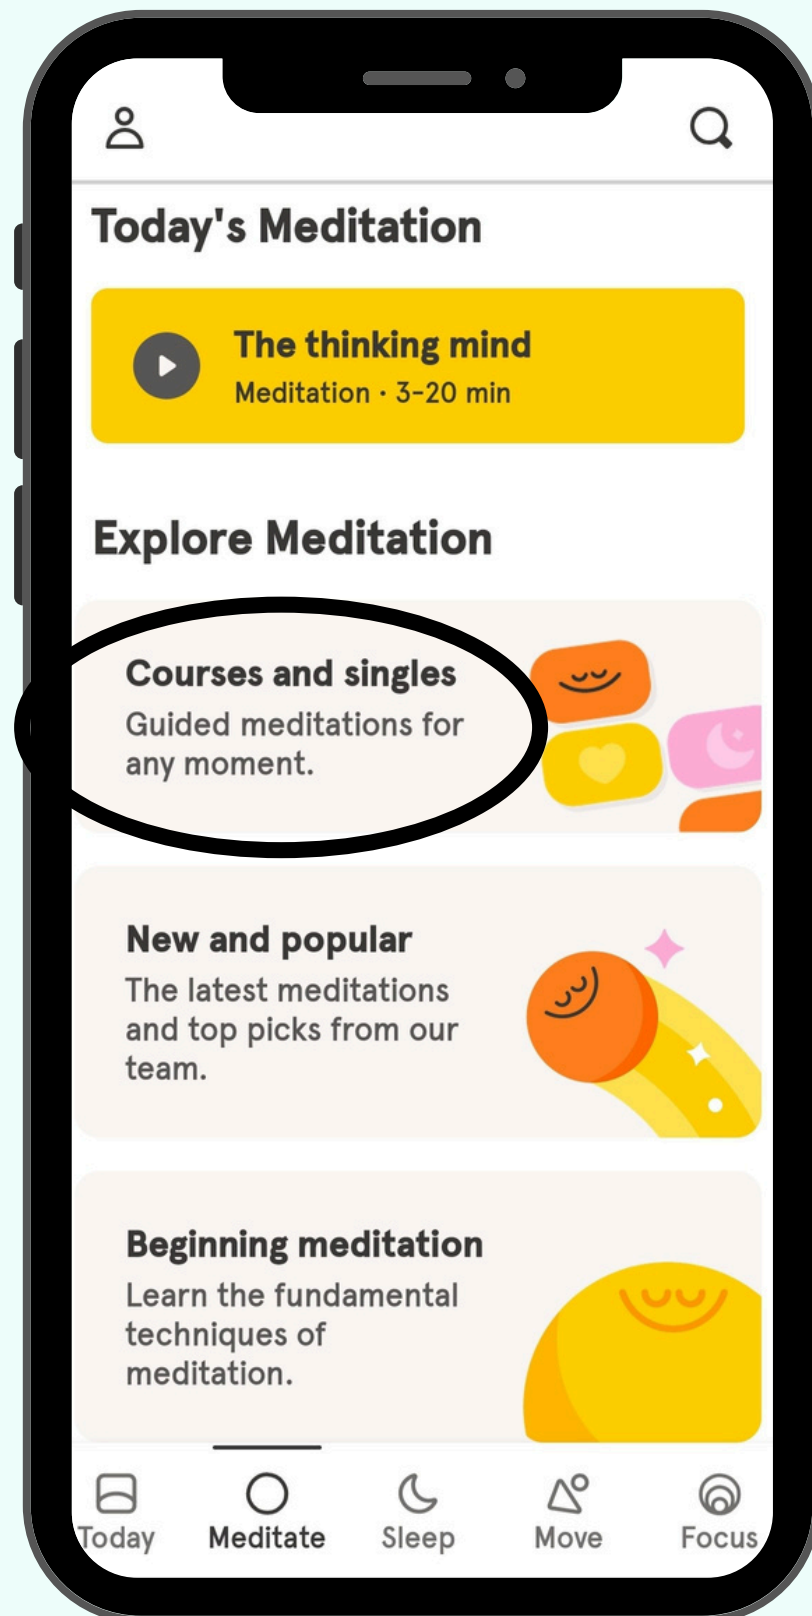 Today's Meditation
The thinking mind
Meditation · 3-20 min
Explore Meditation
Courses and singles
Guided meditations for
any moment.
New and popular
The latest meditations
and top picks from our
team.
Beginning meditation
Learn the fundamental
techniques of
meditation.
Today Meditate Sleep Move Focus